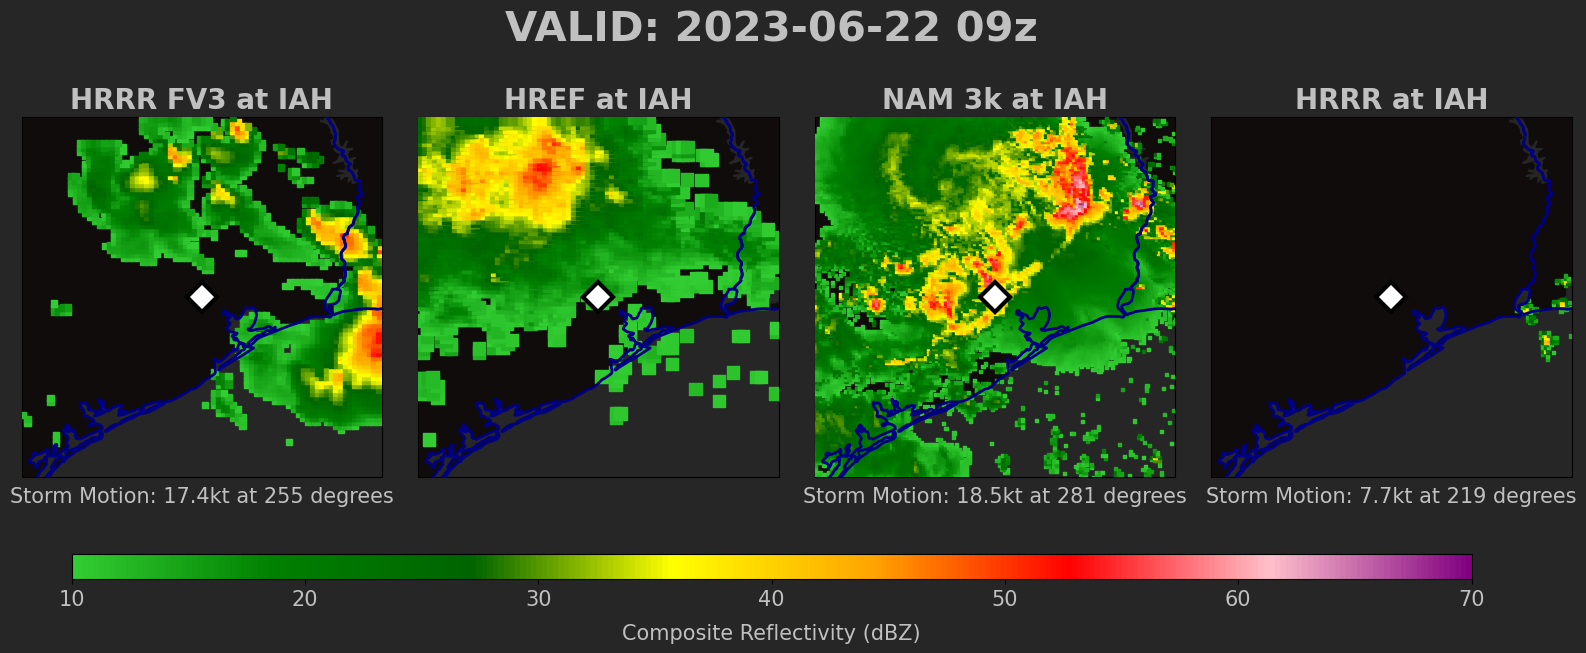 VALID: 2023-06-22 09z
HRRR FV3 at IAH
HREF at IAH
NAM 3k at IAH
HRRR at IAH
Storm Motion: 17.4kt at 255 degrees
Storm Motion: 18.5kt at 281 degrees
Storm Motion: 7.7kt at 219 degrees
10 20 30 40 50 60 70
Composite Reflectivity (dBZ)